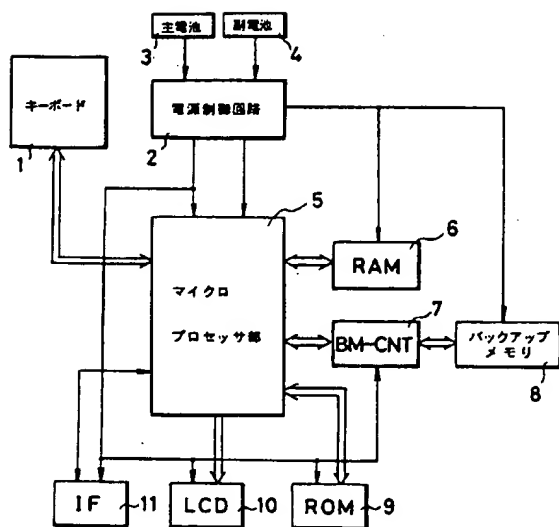 主電池
副電池
3
4
キーボード
電源制御回路
1
2
5
6
RAM
マイクロ
プロセッサ部
7
BM-CNT
バックアップ
メモリ
8
IF
11
LCD
10
ROM
9